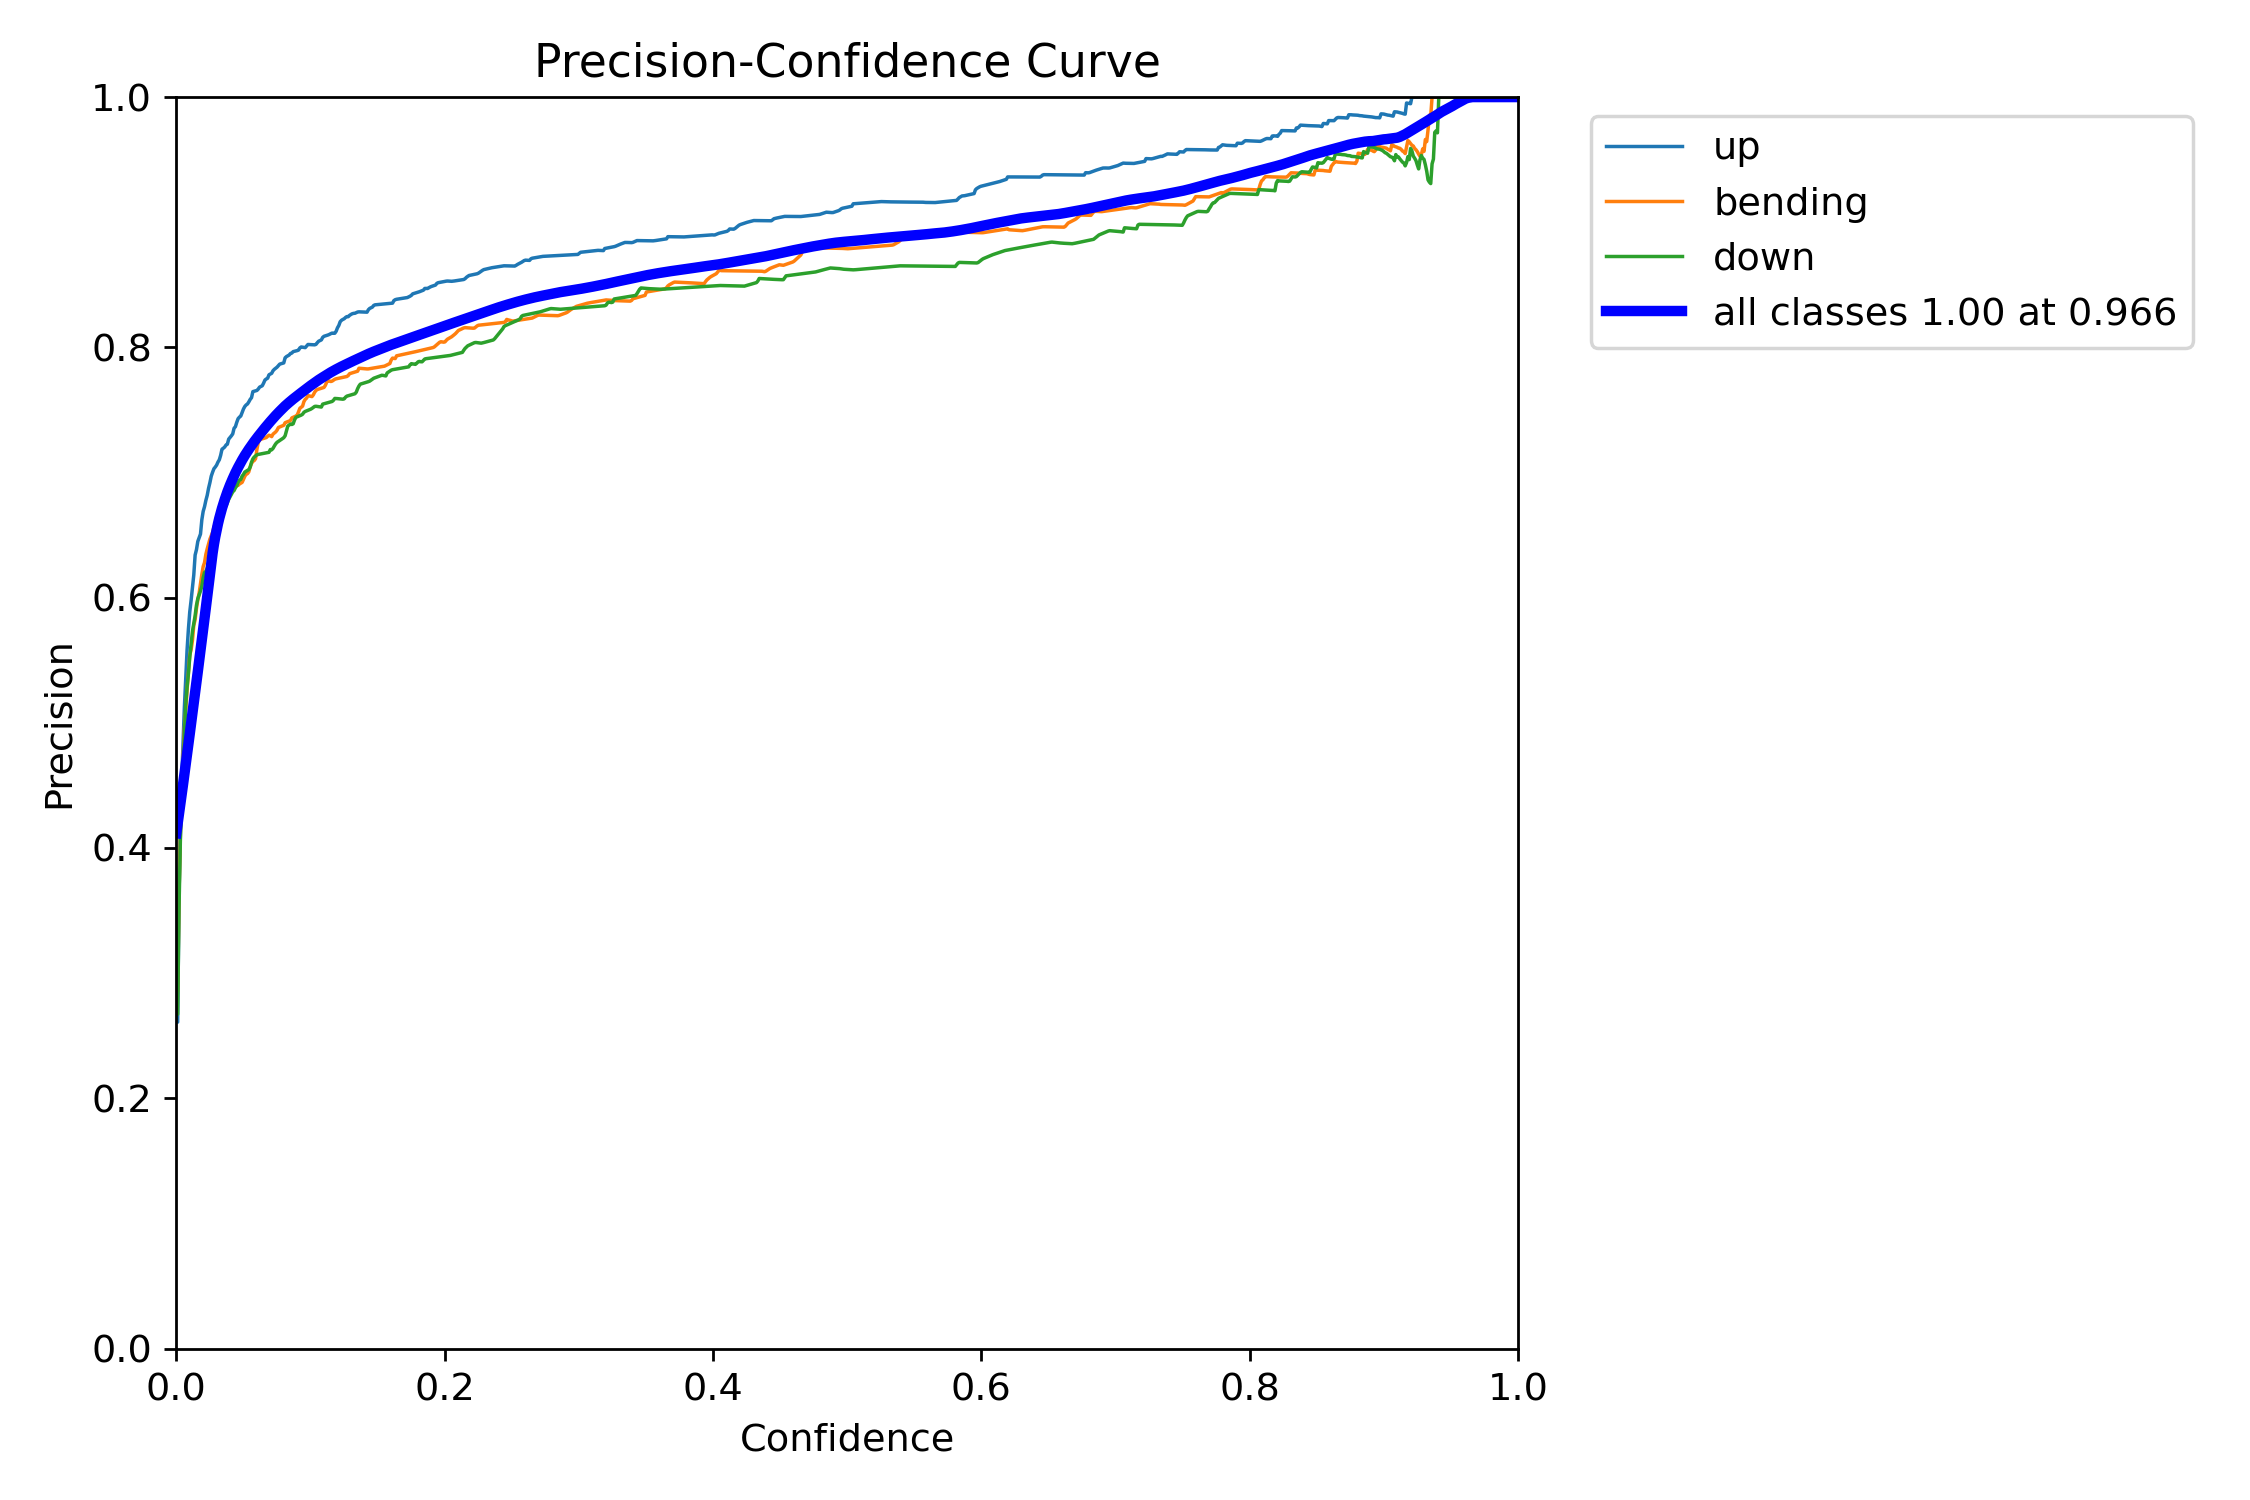 Precision-Confidence Curve
1.0
0.8
0.6
0.4
0.2
0.0
Precision
0.0 0.2 0.4 0.6 0.8 1.0
Confidence
up
bending
down
all classes 1.00 at 0.966